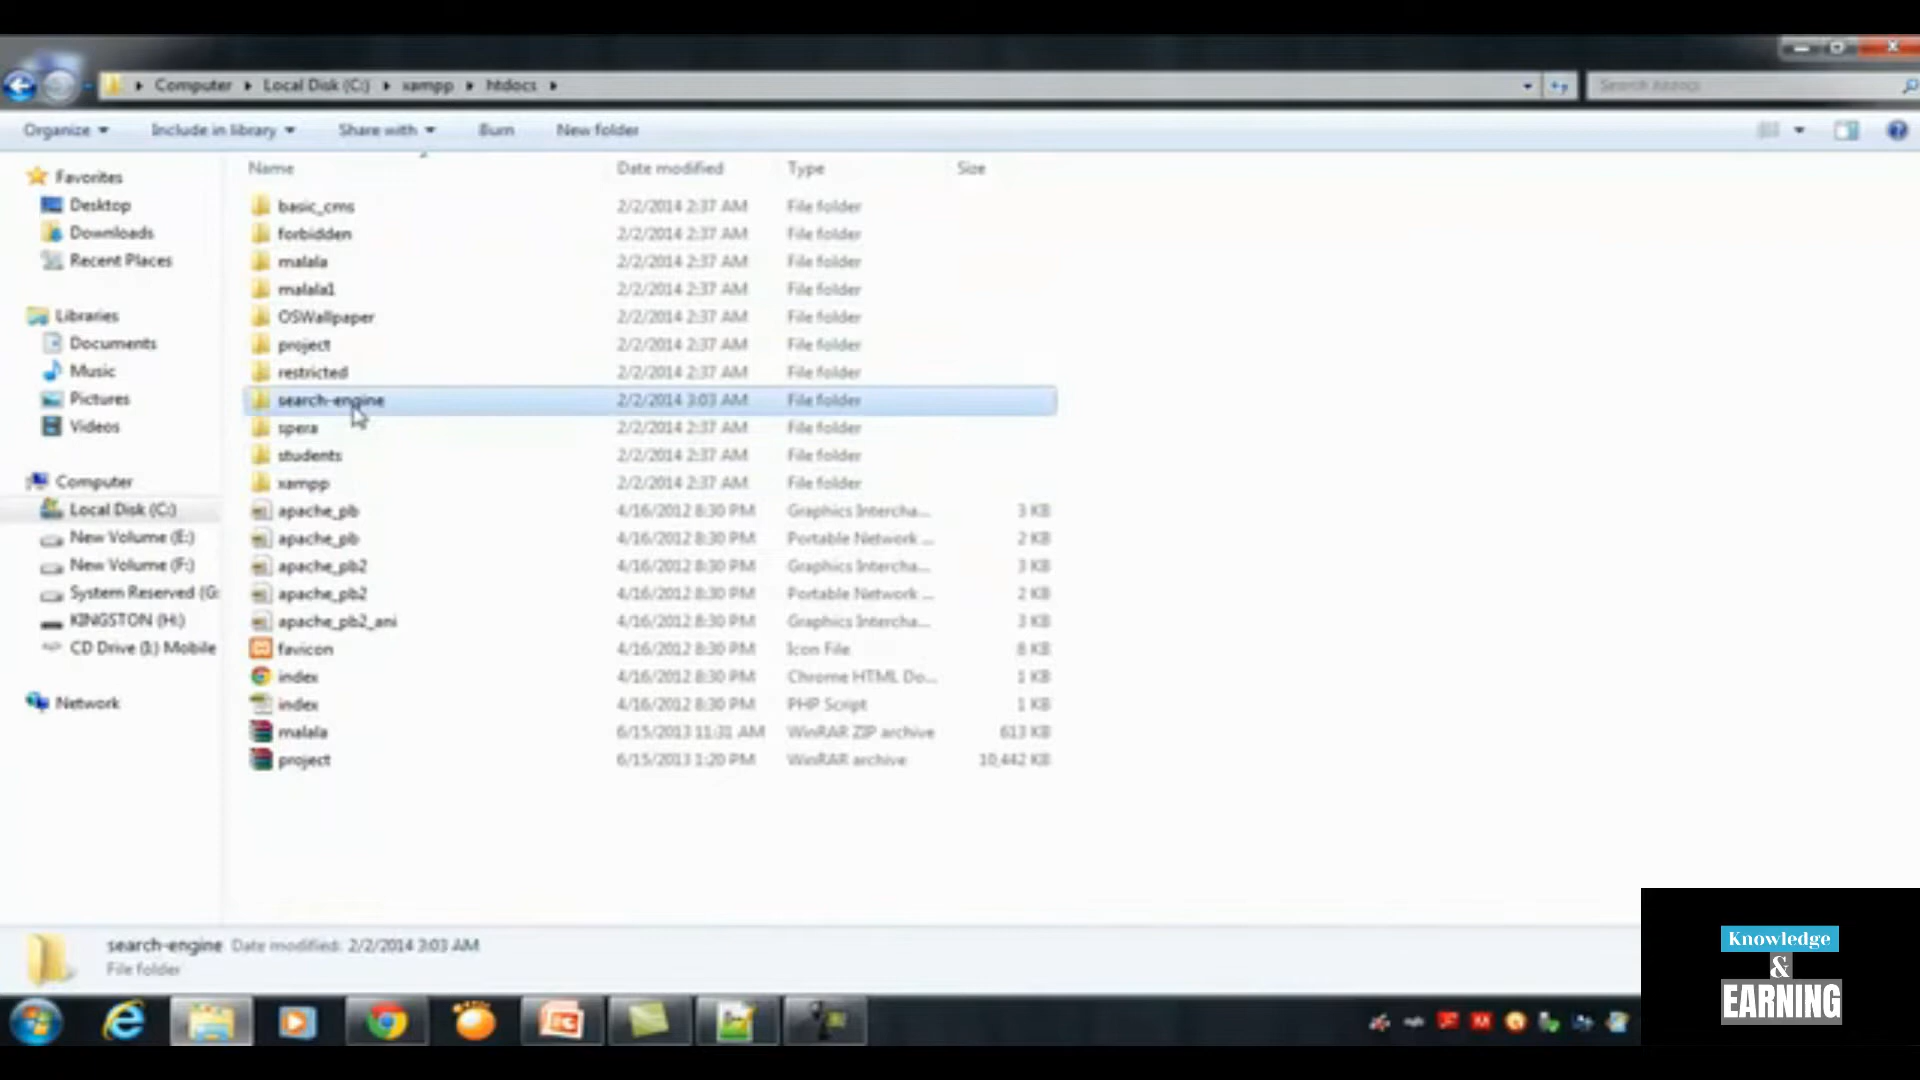 Computer Local Disk (C:) xampp htdocs
Search htdocs
Organize Include in library Share with Burn New folder
Name Date modified Type Size
Favorites
Desktop
Downloads
Recent Places
Libraries
Documents
Music
Pictures
Videos
Computer
Local Disk (C:)
New Volume (E:)
New Volume (F:)
System Reserved (G:
KINGSTON (H:)
CD Drive (I:) Mobile
Network
basic_cms 2/2/2014 2:37 AM File folder
forbidden 2/2/2014 2:37 AM File folder
malala 2/2/2014 2:37 AM File folder
malala1 2/2/2014 2:37 AM File folder
OSWallpaper 2/2/2014 2:37 AM File folder
project 2/2/2014 2:37 AM File folder
restricted 2/2/2014 2:37 AM File folder
search-engine 2/2/2014 3:03 AM File folder
spera 2/2/2014 2:37 AM File folder
students 2/2/2014 2:37 AM File folder
xampp 2/2/2014 2:37 AM File folder
apache_pb 4/16/2012 8:30 PM Graphics Intercha... 3 KB
apache_pb 4/16/2012 8:30 PM Portable Network ... 2 KB
apache_pb2 4/16/2012 8:30 PM Graphics Intercha... 3 KB
apache_pb2 4/16/2012 8:30 PM Portable Network ... 2 KB
apache_pb2_ani 4/16/2012 8:30 PM Graphics Intercha... 3 KB
favicon 4/16/2012 8:30 PM Icon File 8 KB
index 4/16/2012 8:30 PM Chrome HTML Do... 1 KB
index 4/16/2012 8:30 PM PHP Script 1 KB
malala 6/15/2013 11:31 AM WinRAR ZIP archive 613 KB
project 6/15/2013 1:20 PM WinRAR archive 10,442 KB
search-engine Date modified: 2/2/2014 3:03 AM
File folder
Knowledge
&
EARNING